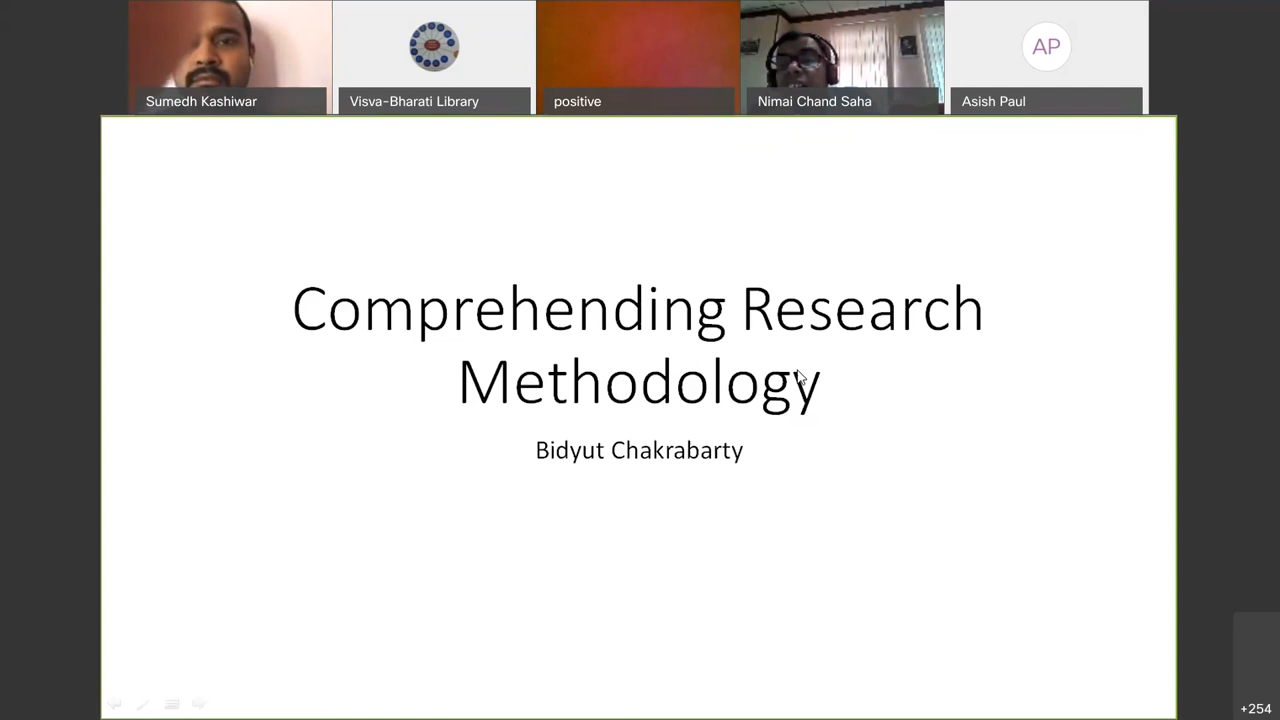 Sumedh Kashiwar
Visva-Bharati Library
positive
Nimai Chand Saha
AP
Asish Paul
Comprehending Research
Methodology
Bidyut Chakrabarty
+254